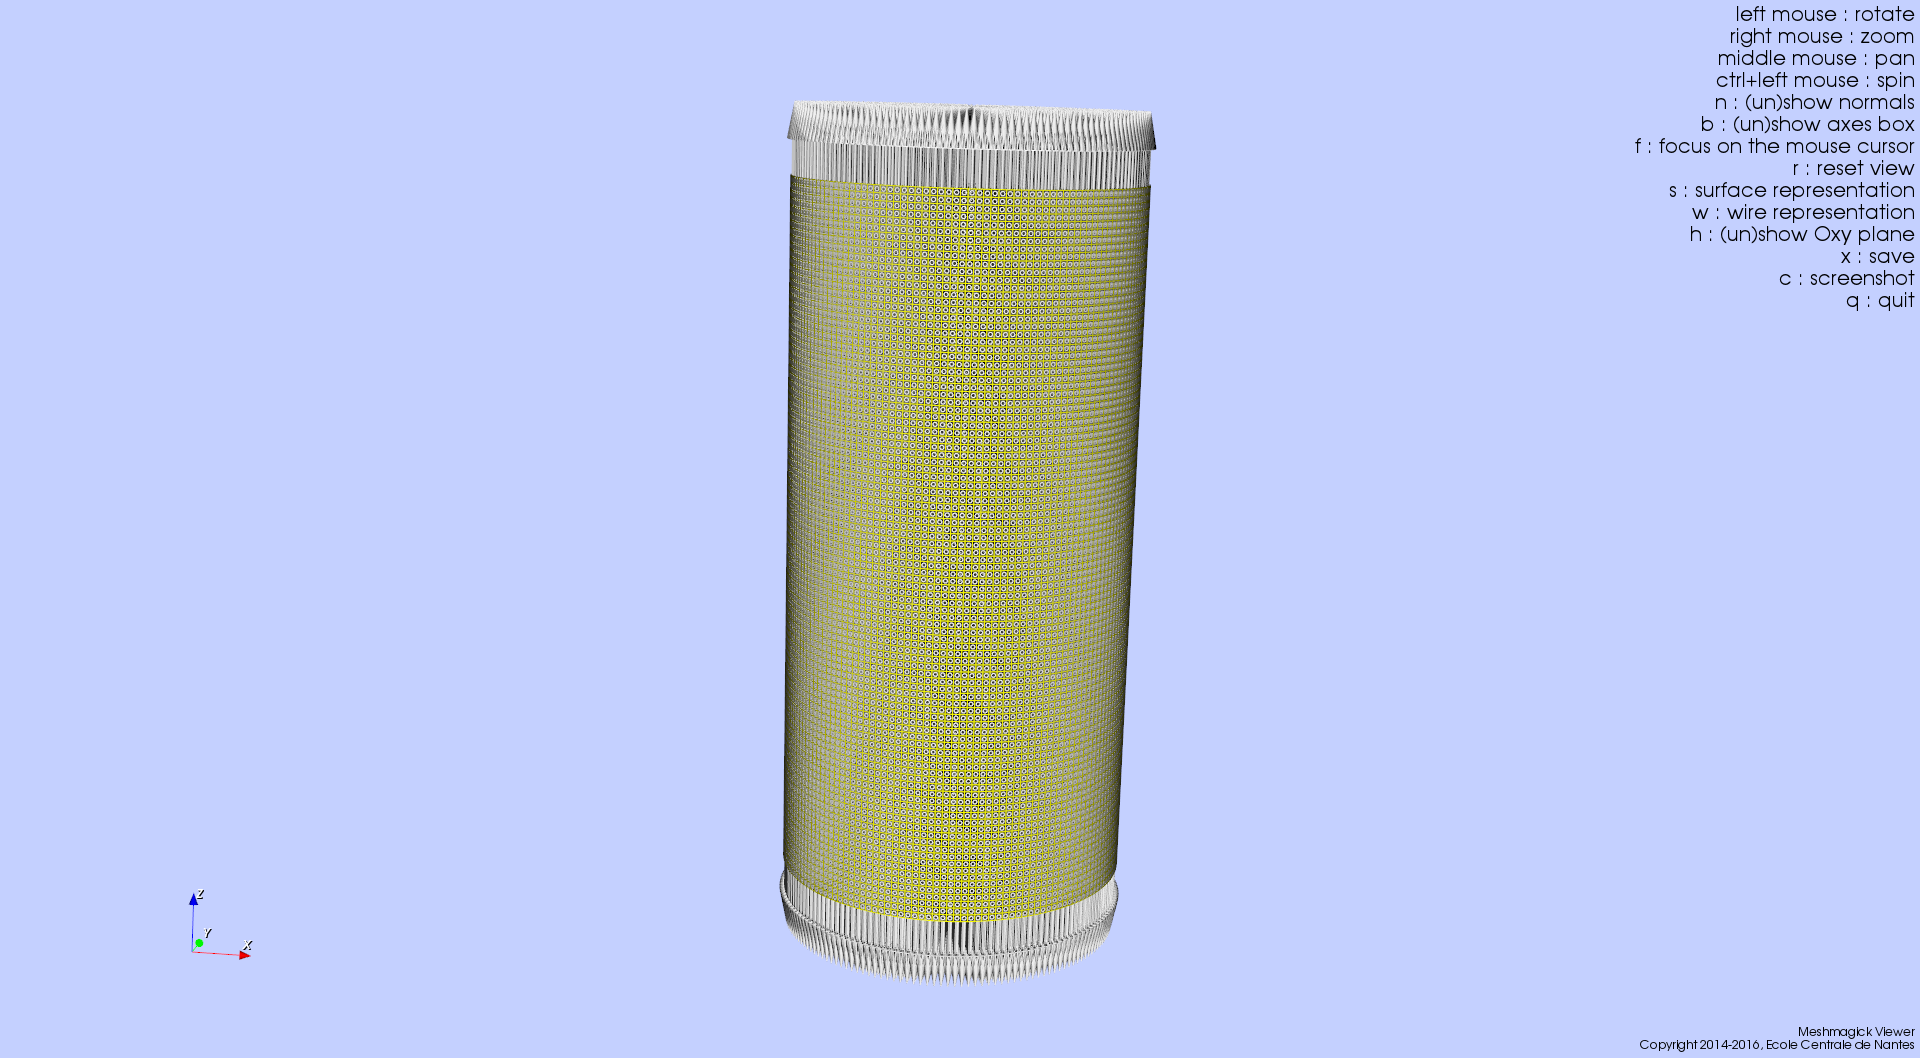 left mouse : rotate
right mouse : zoom
middle mouse : pan
ctrl+left mouse : spin
n : (un)show normals
b : (un)show axes box
f : focus on the mouse cursor
r : reset view
s : surface representation
w : wire representation
h : (un)show Oxy plane
x : save
c : screenshot
q : quit
Z
Y
X
Meshmagick Viewer
Copyright 2014-2016, Ecole Centrale de Nantes